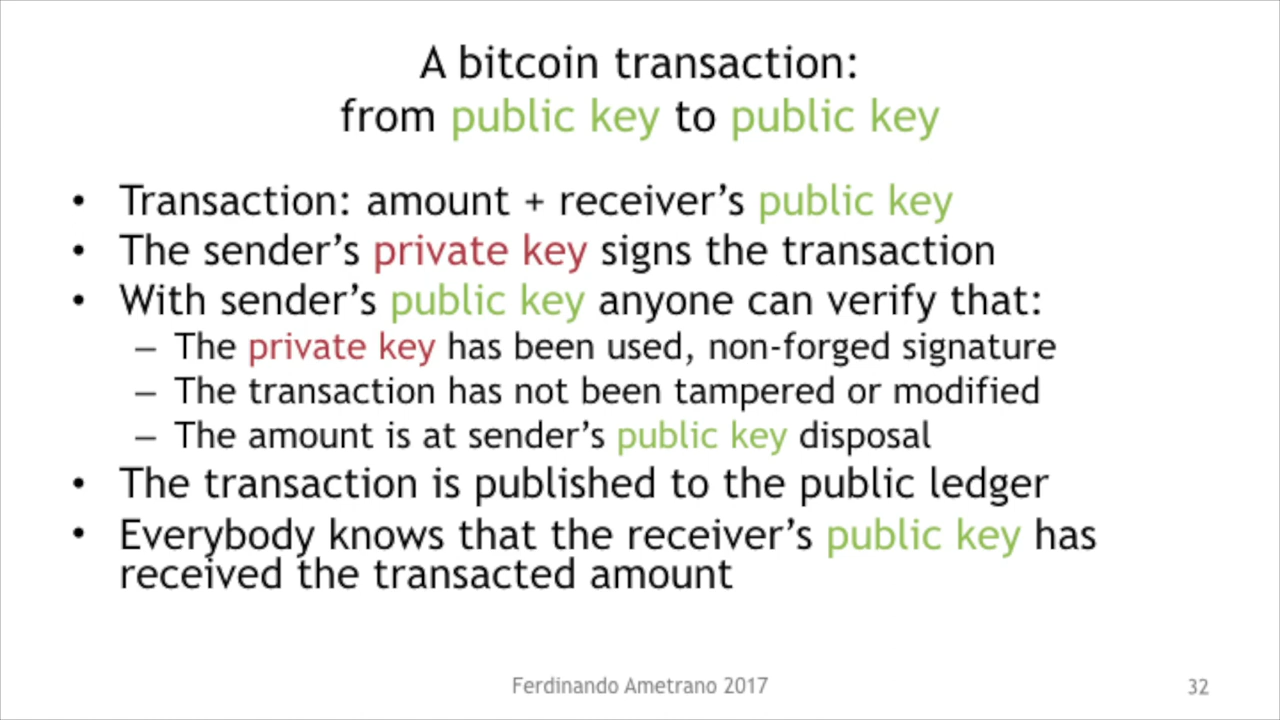 A bitcoin transaction:
from public key to public key
• Transaction: amount + receiver’s public key
• The sender’s private key signs the transaction
• With sender’s public key anyone can verify that:
– The private key has been used, non-forged signature
– The transaction has not been tampered or modified
– The amount is at sender’s public key disposal
• The transaction is published to the public ledger
• Everybody knows that the receiver’s public key has
received the transacted amount
Ferdinando Ametrano 2017
32